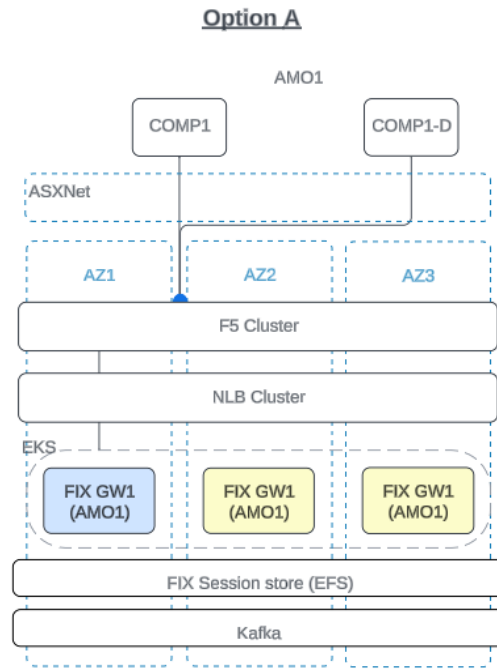 Option A
AMO1
COMP1
COMP1-D
ASXNet
AZ1
AZ2
AZ3
F5 Cluster
NLB Cluster
EKS
FIX GW1
(AMO1)
FIX GW1
(AMO1)
FIX GW1
(AMO1)
FIX Session store (EFS)
Kafka